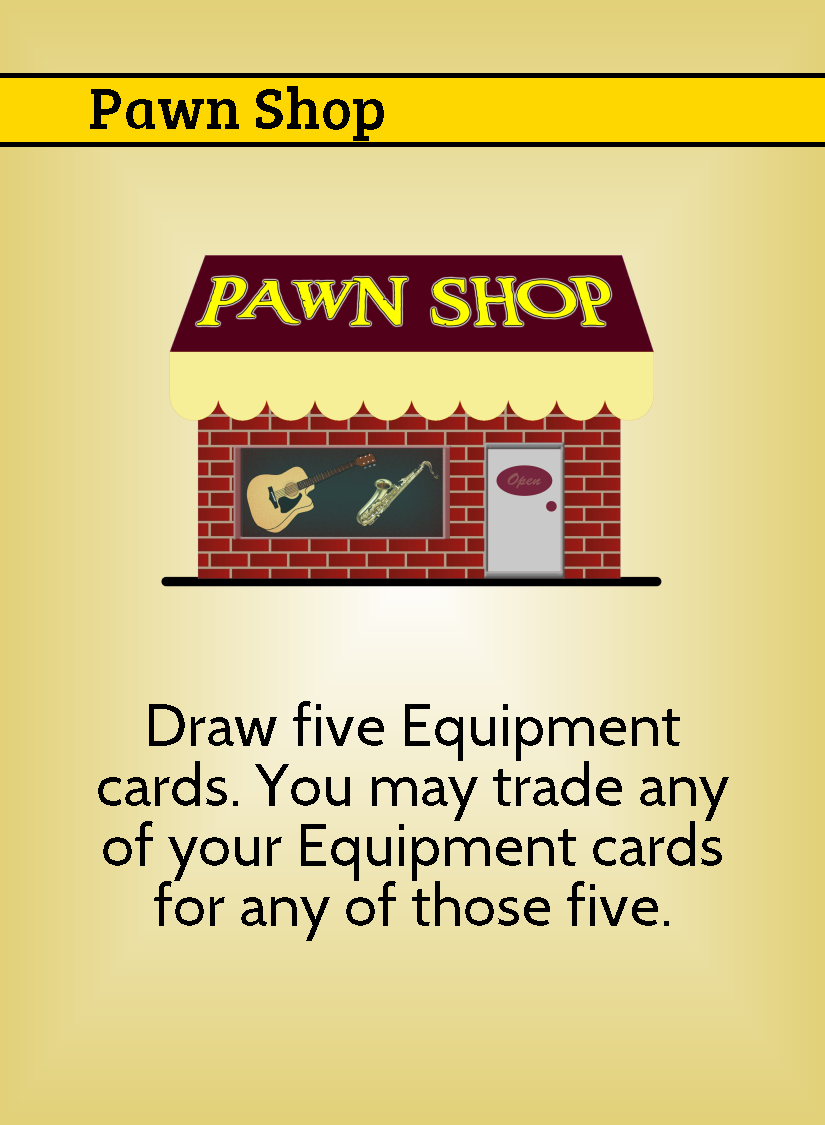 Pawn Shop
PAWN SHOP
Open
Draw five Equipment
cards. You may trade any
of your Equipment cards
for any of those five.